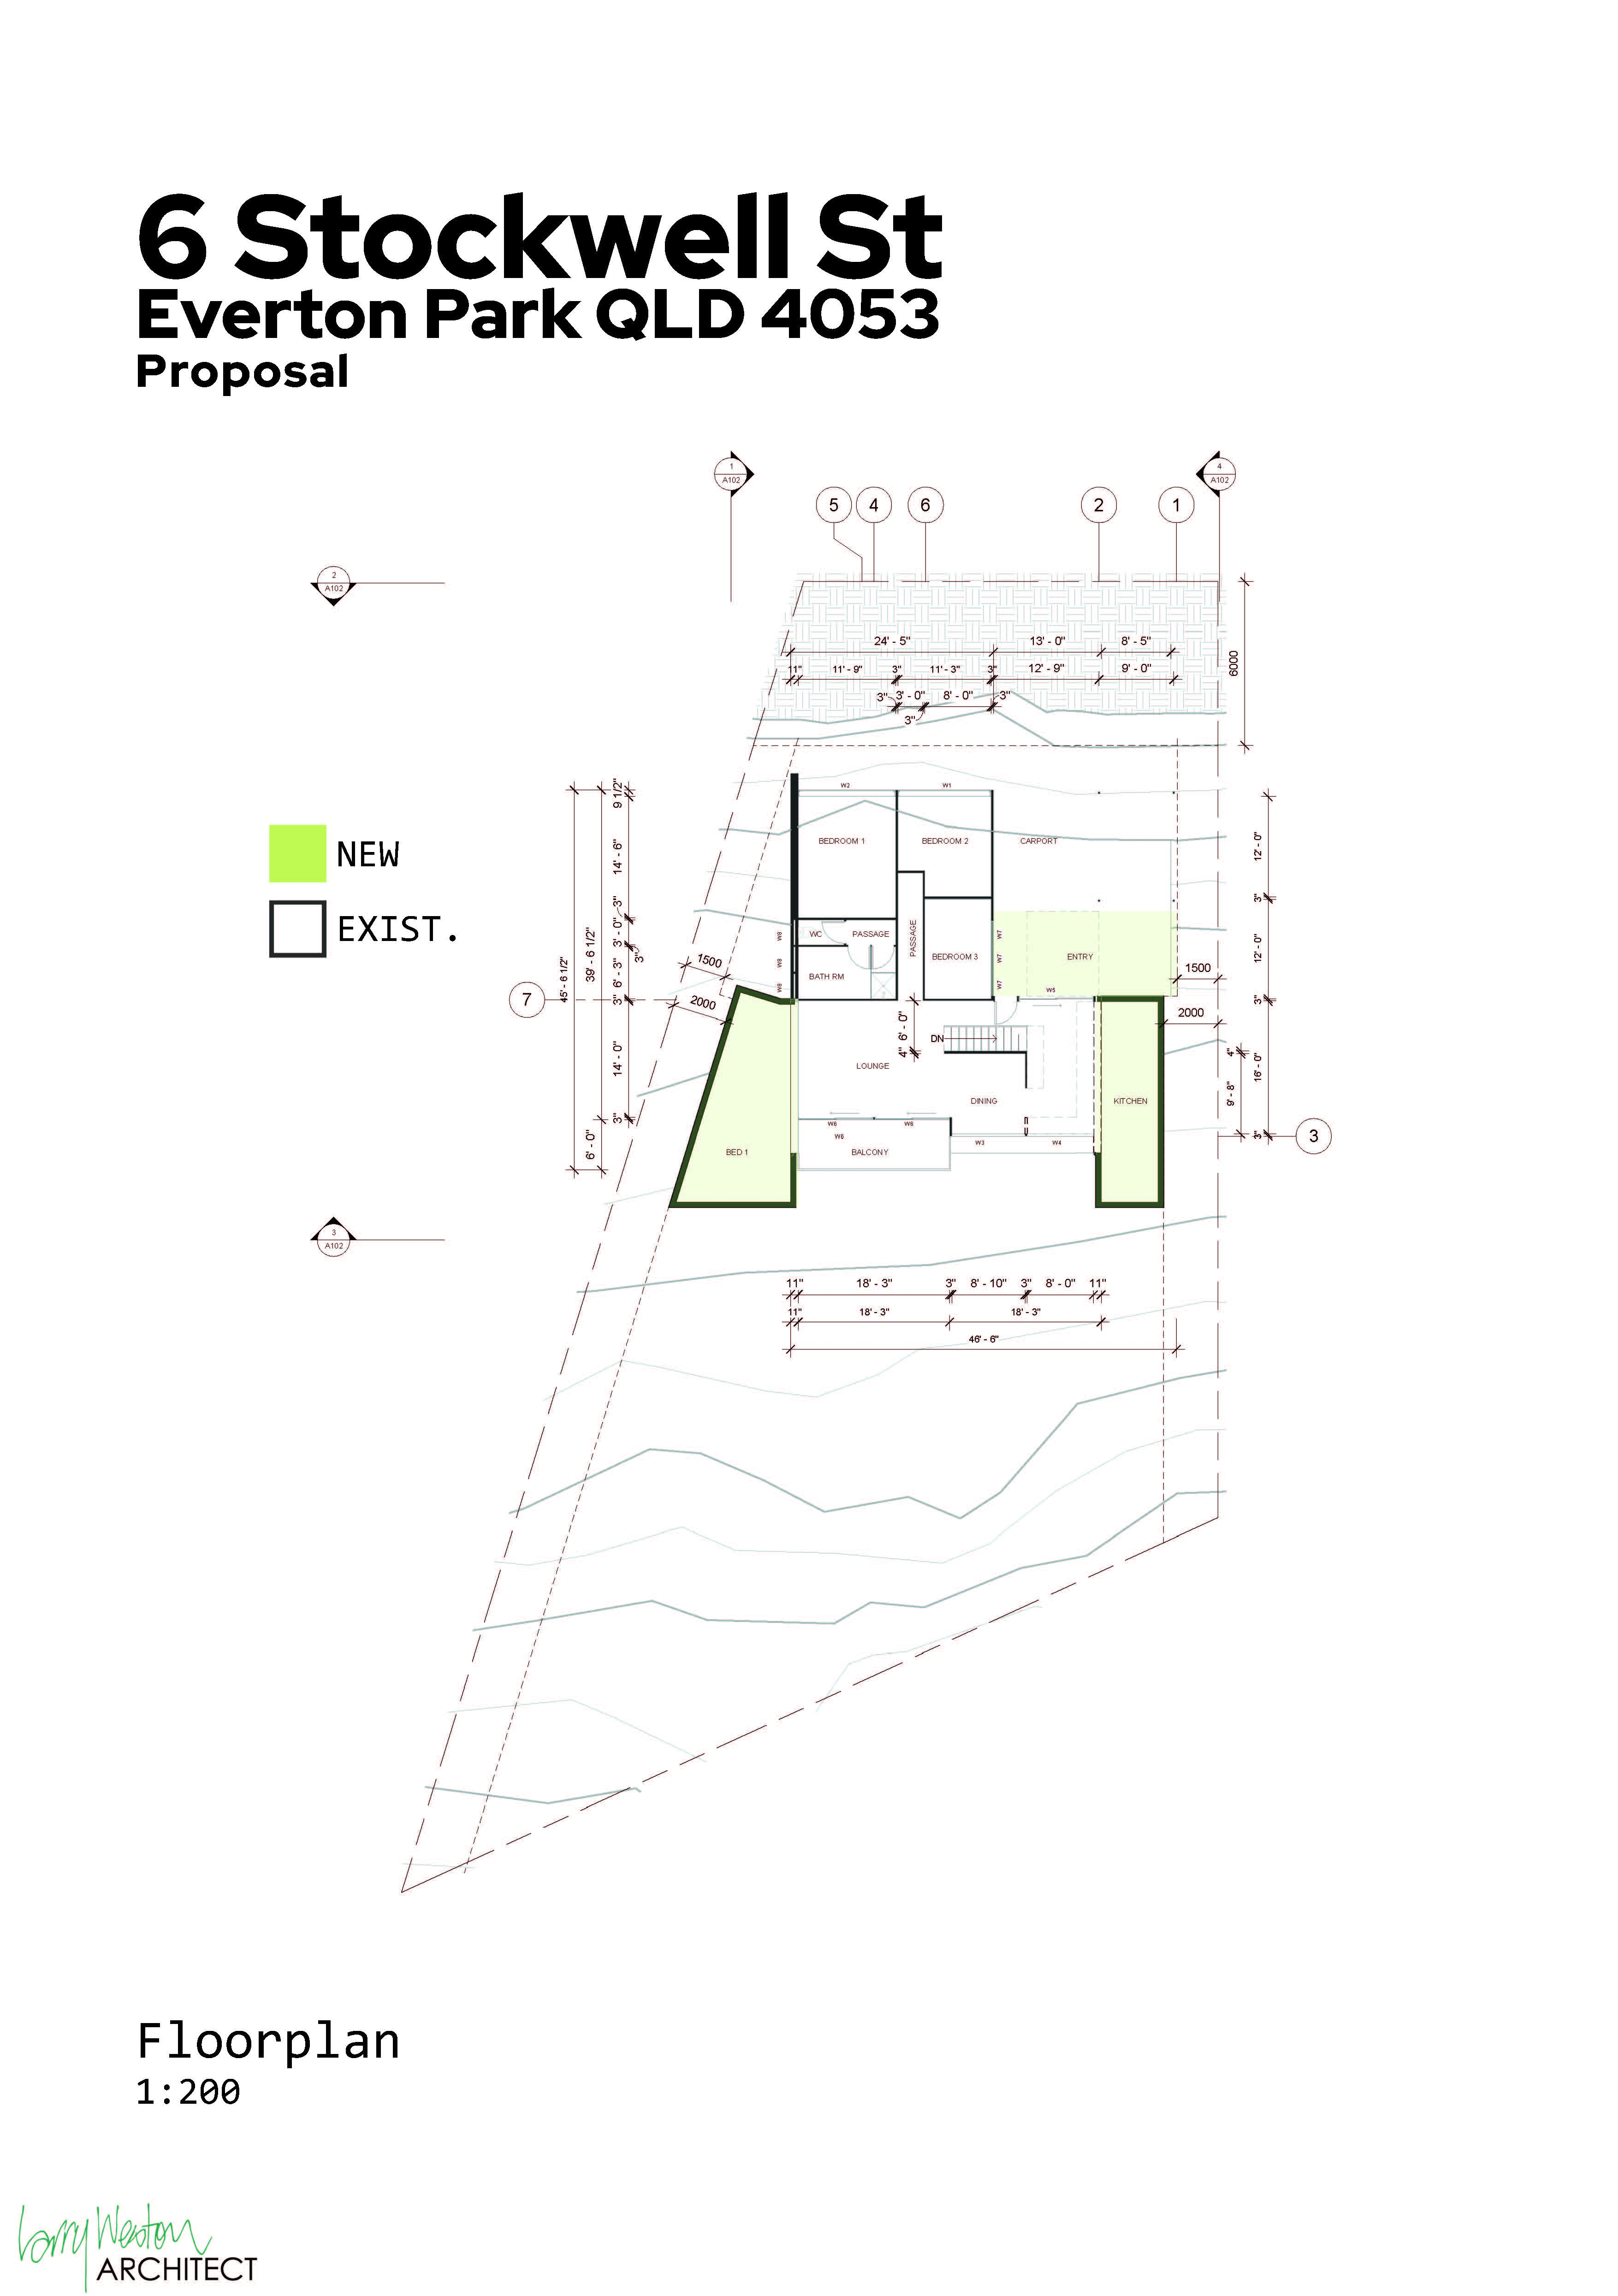 6 Stockwell St
Everton Park QLD 4053
Proposal
1
A102
4
A102
5
4
6
2
1
2
A102
24' - 5"
13' - 0"
8' - 5"
11"
11' - 9"
3"
11' - 3"
3"
12' - 9"
9' - 0"
3"
3' - 0"
8' - 0"
3"
3"
6000
NEW
EXIST.
9 1/2"
14' - 6"
3"
3' - 0"
3"
6' - 3"
3"
14' - 0"
3"
39' - 6 1/2"
6' - 0"
45' - 6 1/2"
W2
W1
BEDROOM 1
BEDROOM 2
CARPORT
12' - 0"
3"
12' - 0"
3"
16' - 0"
3"
4"
9' - 8"
WC
PASSAGE
PASSAGE
W8
W8
W8
W7
W7
W7
BEDROOM 3
ENTRY
BATH RM
1500
2000
1500
2000
7
W5
6' - 0"
4"
DN
LOUNGE
DINING
KITCHEN
W6
W6
W6
W3
W4
3
BED 1
BALCONY
3
A102
11"
18' - 3"
3"
8' - 10"
3"
8' - 0"
11"
11"
18' - 3"
18' - 3"
46' - 6"
Floorplan
1:200
Larry Weston
ARCHITECT